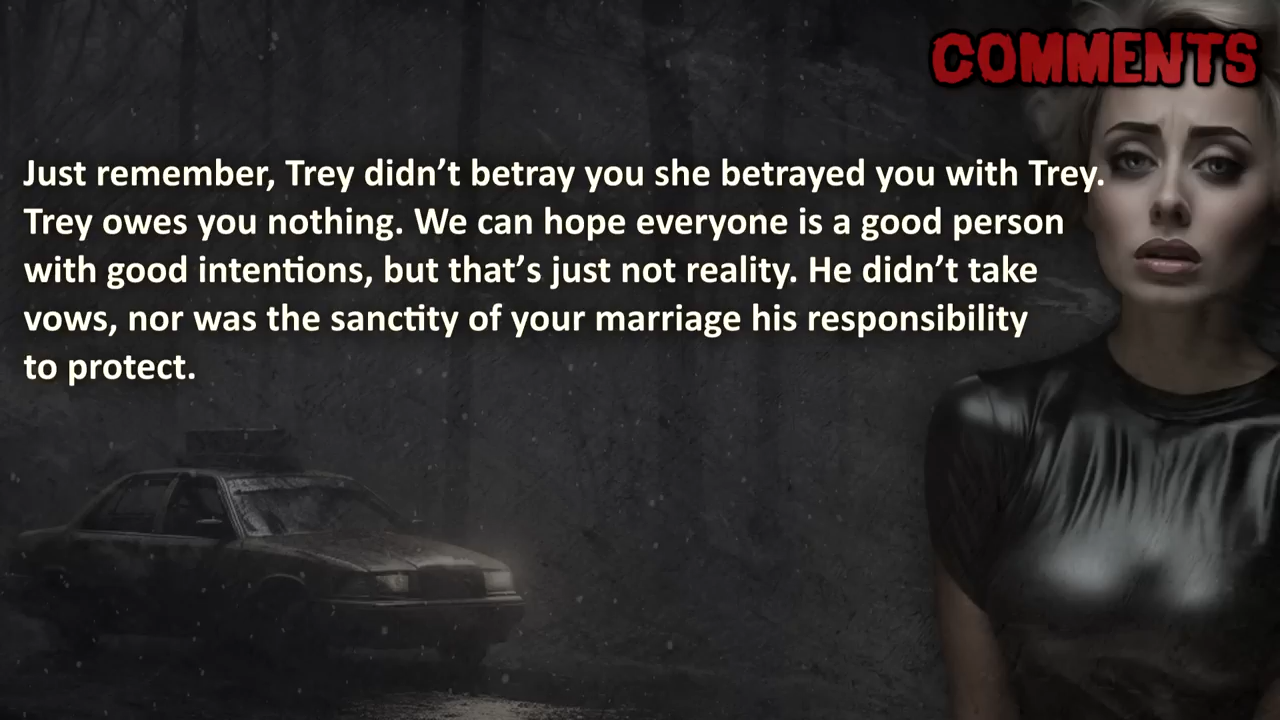 COMMENTS
Just remember, Trey didn’t betray you she betrayed you with Trey.
Trey owes you nothing. We can hope everyone is a good person
with good intentions, but that’s just not reality. He didn’t take
vows, nor was the sanctity of your marriage his responsibility
to protect.